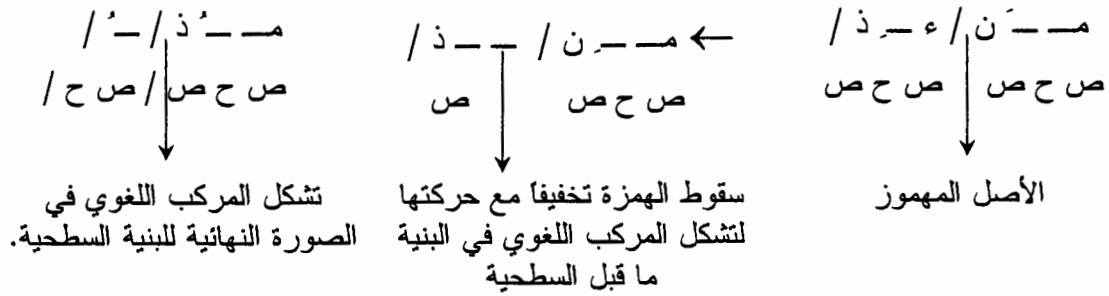 مـ ـَ ن / ء ـِ ذ /
ص ح ص ص ح ص
الأصل المهموز
← مـ ـِ ن / ـ ـ ذ /
ص ح ص ص
سقوط الهمزة تخفيفاً مع حركتها
لتشكل المركب اللغوي في البنية
ما قبل السطحية
مـ ـُ ذ / ـُ /
ص ح ص / ص ح /
تشكل المركب اللغوي في
الصورة النهائية للبنية السطحية.